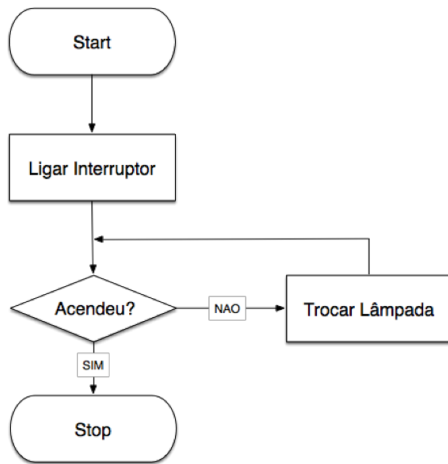 Start
Ligar Interruptor
Acendeu?
NAO
Trocar Lâmpada
SIM
Stop